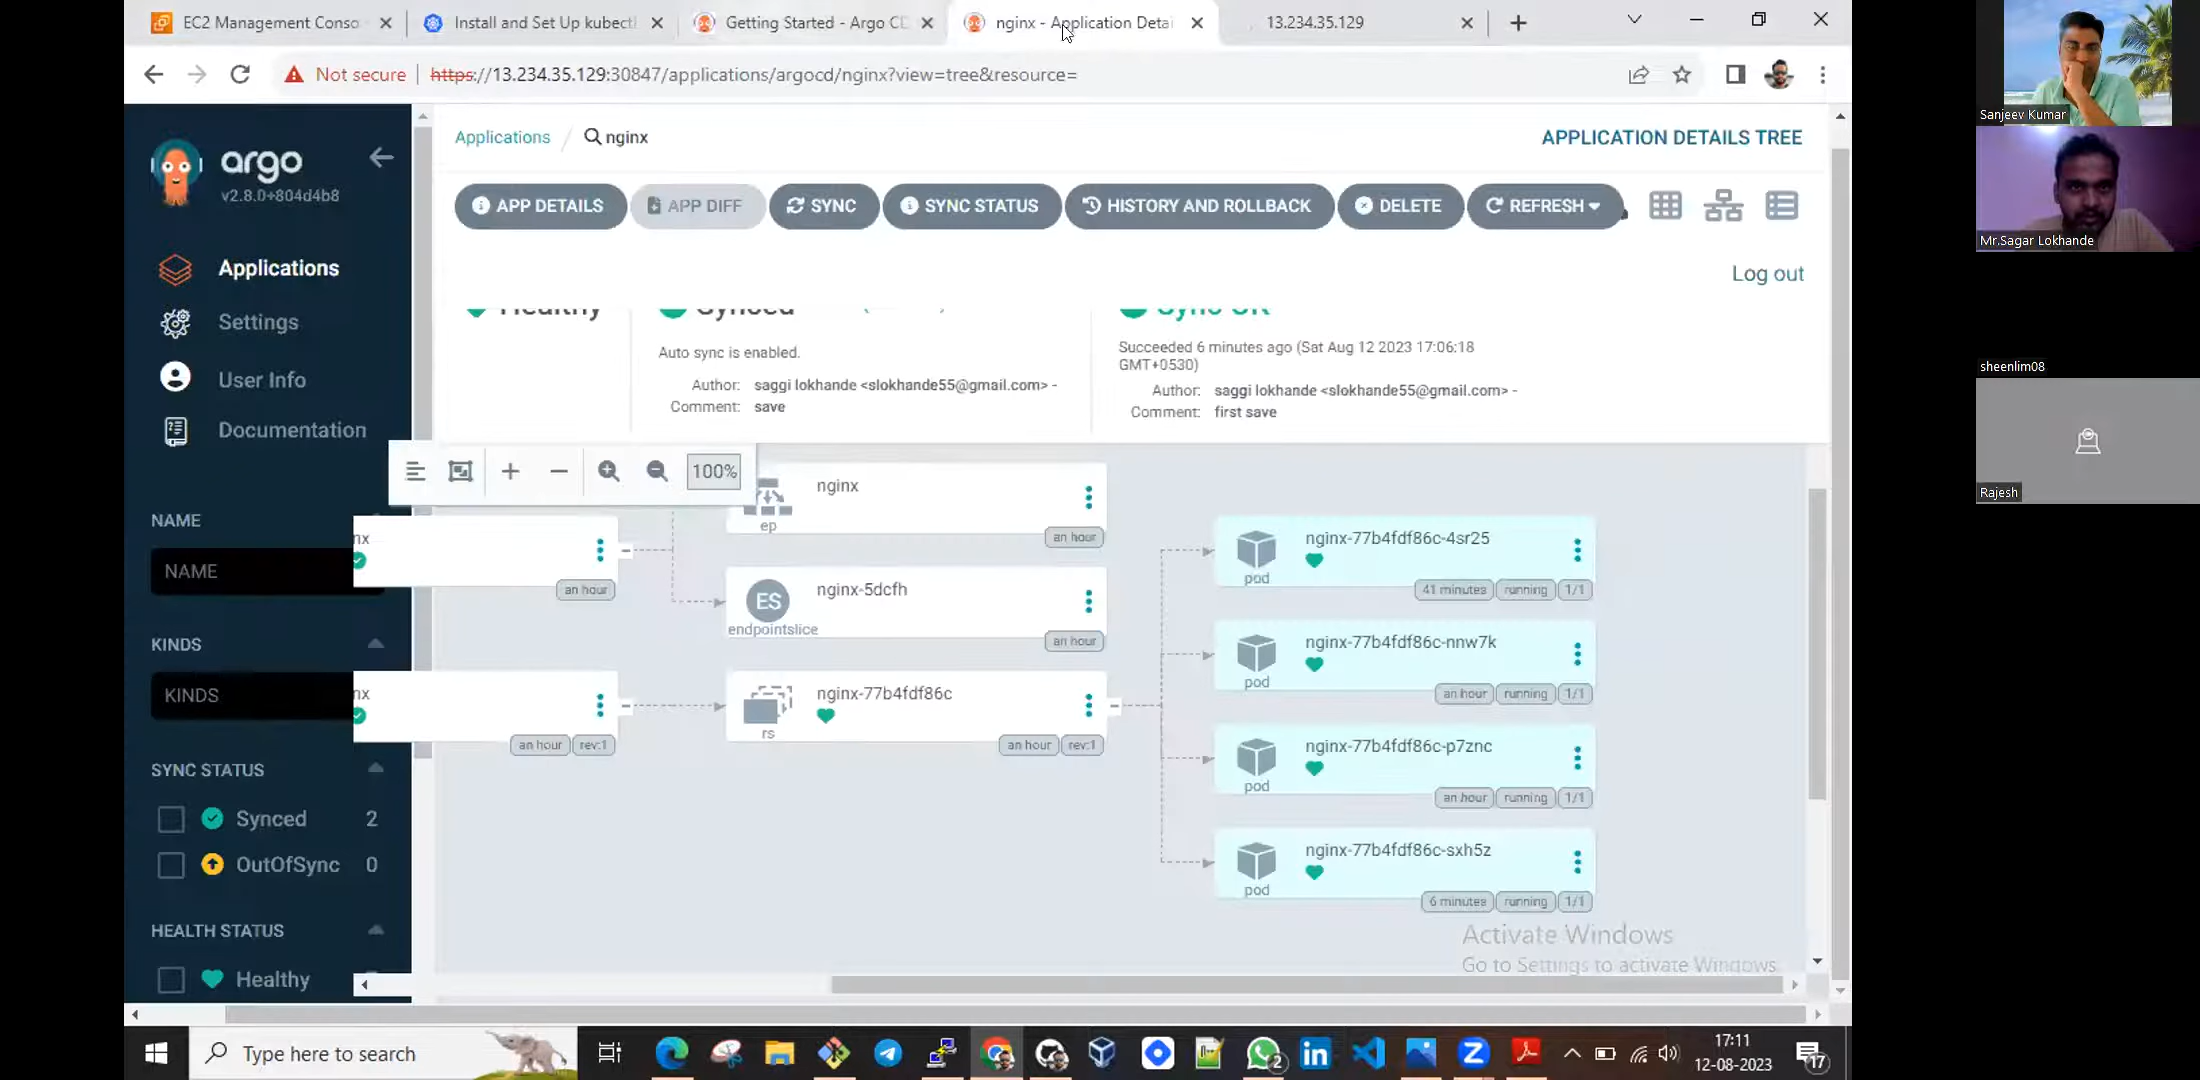 EC2 Management Conso
Install and Set Up kubectl
Getting Started - Argo CD
nginx - Application Detai
13.234.35.129
Not secure
https://13.234.35.129:30847/applications/argocd/nginx?view=tree&resource=
argo
v2.8.0+804d4b8
Applications
Settings
User Info
Documentation
NAME
NAME
KINDS
KINDS
SYNC STATUS
Synced 2
OutOfSync 0
HEALTH STATUS
Healthy
Applications / nginx
APPLICATION DETAILS TREE
APP DETAILS
APP DIFF
SYNC
SYNC STATUS
HISTORY AND ROLLBACK
DELETE
REFRESH
Log out
Healthy
Synced
Sync OK
Auto sync is enabled.
Author: saggi lokhande <slokhande55@gmail.com> -
Comment: save
Succeeded 6 minutes ago (Sat Aug 12 2023 17:06:18
GMT+0530)
Author: saggi lokhande <slokhande55@gmail.com> -
Comment: first save
100%
nx
an hour
nx
an hour rev:1
nginx
ep
an hour
ES
nginx-5dcfh
endpointslice
an hour
nginx-77b4fdf86c
rs
an hour rev:1
nginx-77b4fdf86c-4sr25
pod
41 minutes running 1/1
nginx-77b4fdf86c-nnw7k
pod
an hour running 1/1
nginx-77b4fdf86c-p7znc
pod
an hour running 1/1
nginx-77b4fdf86c-sxh5z
pod
6 minutes running 1/1
Activate Windows
Go to Settings to activate Windows.
Type here to search
2
17:11
12-08-2023
17
Sanjeev Kumar
Mr.Sagar Lokhande
sheenlim08
Rajesh